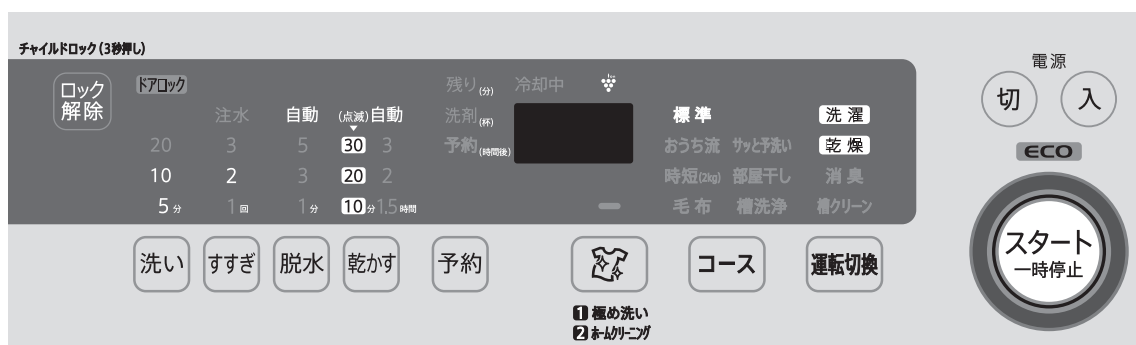 チャイルドロック(3秒押し)
電源
切 入
ロック
解除
ドアロック
残り(分) 冷却中
注水 自動 (点滅)自動 洗剤(杯) 標準 洗濯
20 3 5 30 3 予約(時間後) おうち流 サッと予洗い 乾燥
ECO
10 2 3 20 2 時短(2kg) 部屋干し 消臭
5分 1回 1分 10分 1.5時間 毛布 槽洗浄 槽クリーン
スタート
一時停止
洗い すすぎ 脱水 乾かす 予約 コース 運転切換
1 極め洗い
2 ホームクリーニング